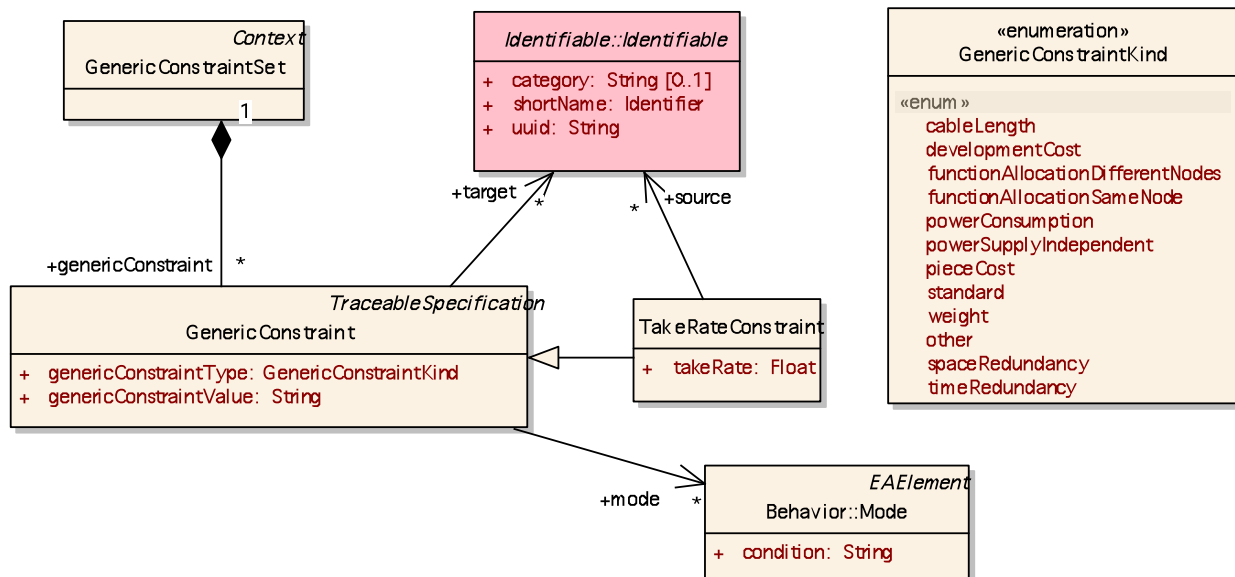 Context
GenericConstraintSet
1
Identifiable::Identifiable
+ category: String [0..1]
+ shortName: Identifier
+ uuid: String
«enumeration»
GenericConstraintKind
«enum»
cableLength
developmentCost
functionAllocationDifferentNodes
functionAllocationSameNode
powerConsumption
powerSupplyIndependent
pieceCost
standard
weight
other
spaceRedundancy
timeRedundancy
+target
*
+source
*
+genericConstraint
*
TraceableSpecification
GenericConstraint
+ genericConstraintType: GenericConstraintKind
+ genericConstraintValue: String
TakeRateConstraint
+ takeRate: Float
+mode
*
EAElement
Behavior::Mode
+ condition: String